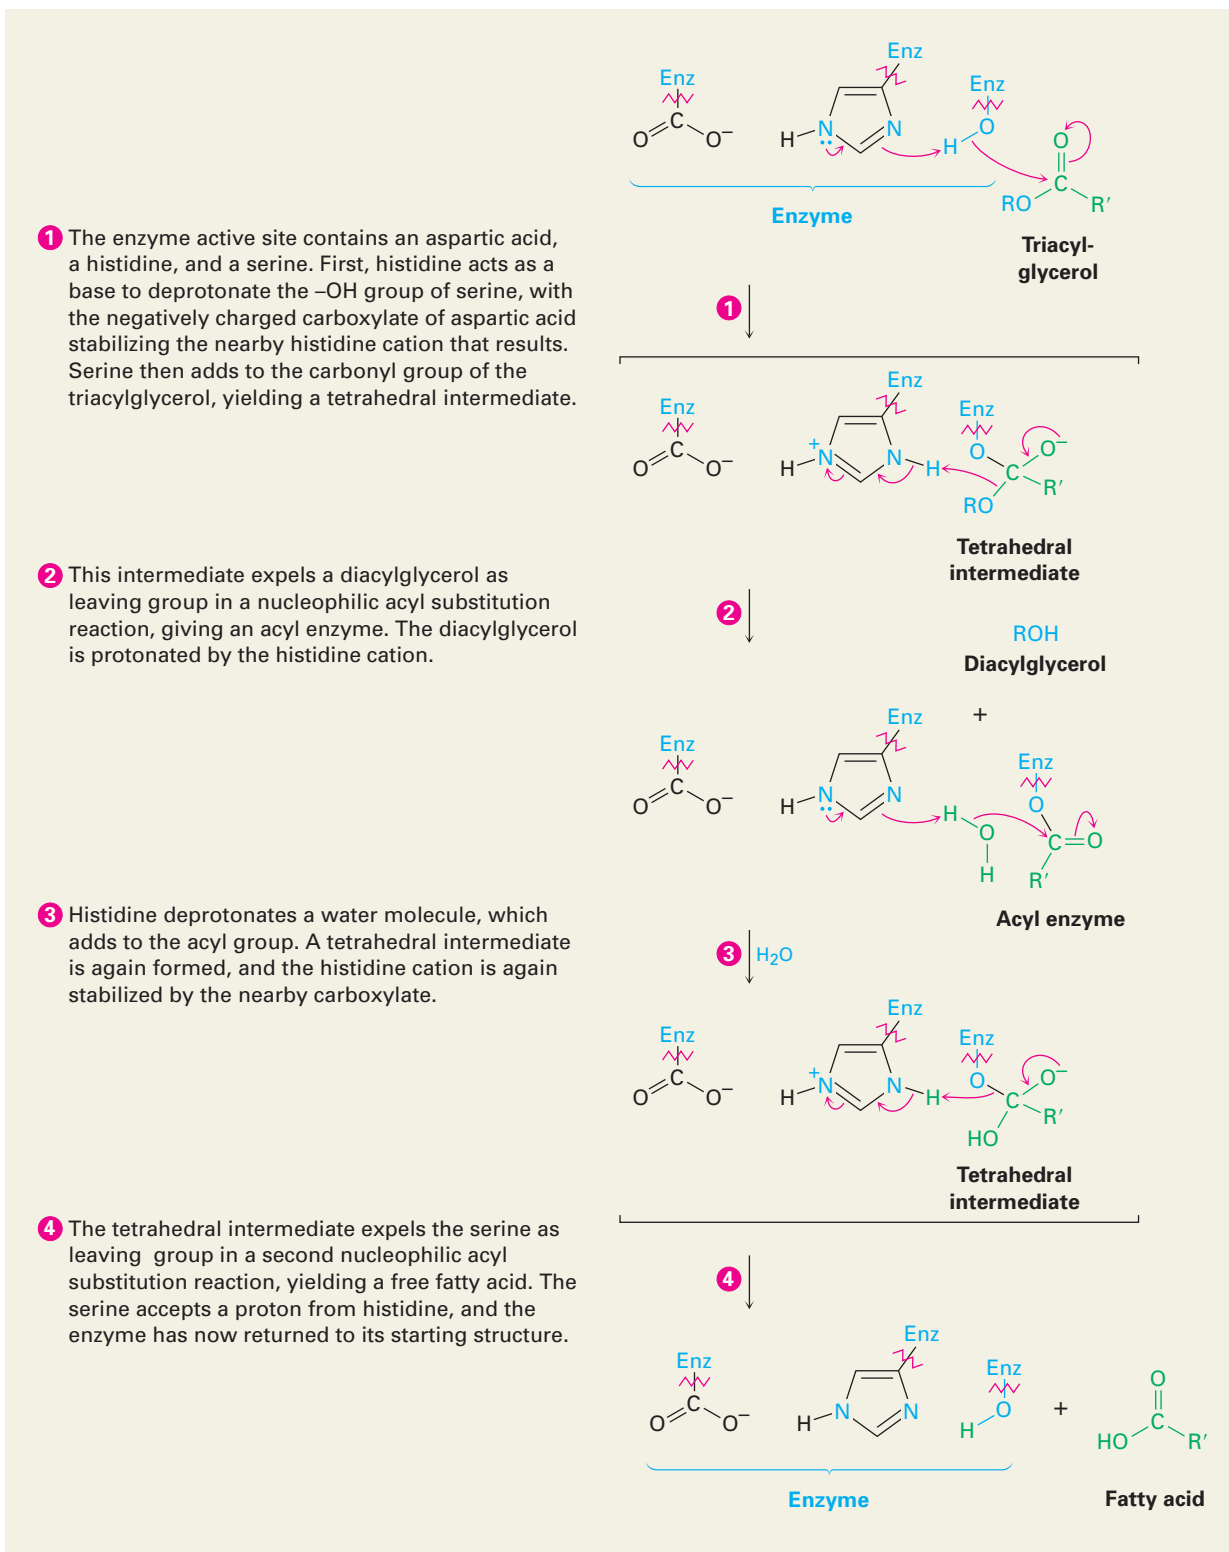 Enz
Enz
Enz
O C O−
H N N
H O
O
C
RO R′
Enzyme
Triacyl-
glycerol
1 The enzyme active site contains an aspartic acid,
a histidine, and a serine. First, histidine acts as a
base to deprotonate the –OH group of serine, with
the negatively charged carboxylate of aspartic acid
stabilizing the nearby histidine cation that results.
Serine then adds to the carbonyl group of the
triacylglycerol, yielding a tetrahedral intermediate.
1
Enz
Enz
Enz
O C O−
H +N N H
O O−
C
RO R′
Tetrahedral
intermediate
2 This intermediate expels a diacylglycerol as
leaving group in a nucleophilic acyl substitution
reaction, giving an acyl enzyme. The diacylglycerol
is protonated by the histidine cation.
2
ROH
Diacylglycerol
+
Enz
Enz
Enz
O C O−
H N N
H O
H
O
C O
R′
Acyl enzyme
3 Histidine deprotonates a water molecule, which
adds to the acyl group. A tetrahedral intermediate
is again formed, and the histidine cation is again
stabilized by the nearby carboxylate.
3 H2O
Enz
Enz
Enz
O C O−
H +N N H
O O−
C
HO R′
Tetrahedral
intermediate
4 The tetrahedral intermediate expels the serine as
leaving group in a second nucleophilic acyl
substitution reaction, yielding a free fatty acid. The
serine accepts a proton from histidine, and the
enzyme has now returned to its starting structure.
4
Enz
Enz
Enz
O C O−
H N N
H O
+
O
C
HO R′
Enzyme
Fatty acid